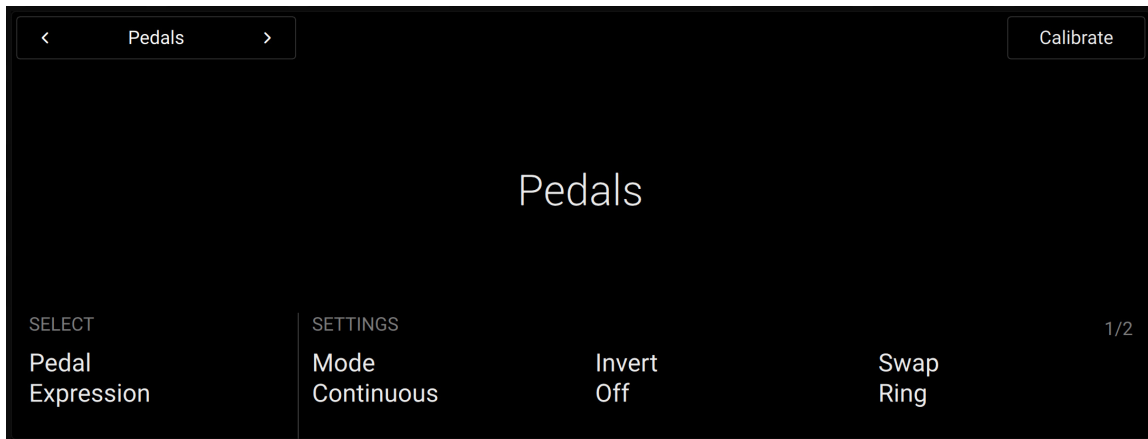 < Pedals >
Calibrate
Pedals
SELECT
SETTINGS
1/2
Pedal
Mode
Invert
Swap
Expression
Continuous
Off
Ring